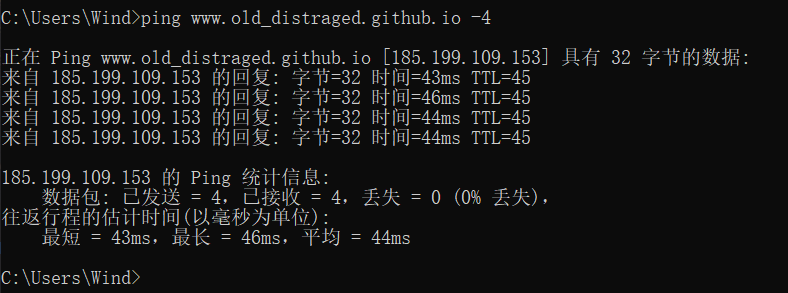 C:\Users\Wind>ping www.old_distraged.github.io -4
正在 Ping www.old_distraged.github.io [185.199.109.153] 具有 32 字节的数据:
来自 185.199.109.153 的回复: 字节=32 时间=43ms TTL=45
来自 185.199.109.153 的回复: 字节=32 时间=46ms TTL=45
来自 185.199.109.153 的回复: 字节=32 时间=44ms TTL=45
来自 185.199.109.153 的回复: 字节=32 时间=44ms TTL=45
185.199.109.153 的 Ping 统计信息:
数据包: 已发送 = 4，已接收 = 4，丢失 = 0 (0% 丢失)，
往返行程的估计时间(以毫秒为单位):
最短 = 43ms，最长 = 46ms，平均 = 44ms
C:\Users\Wind>